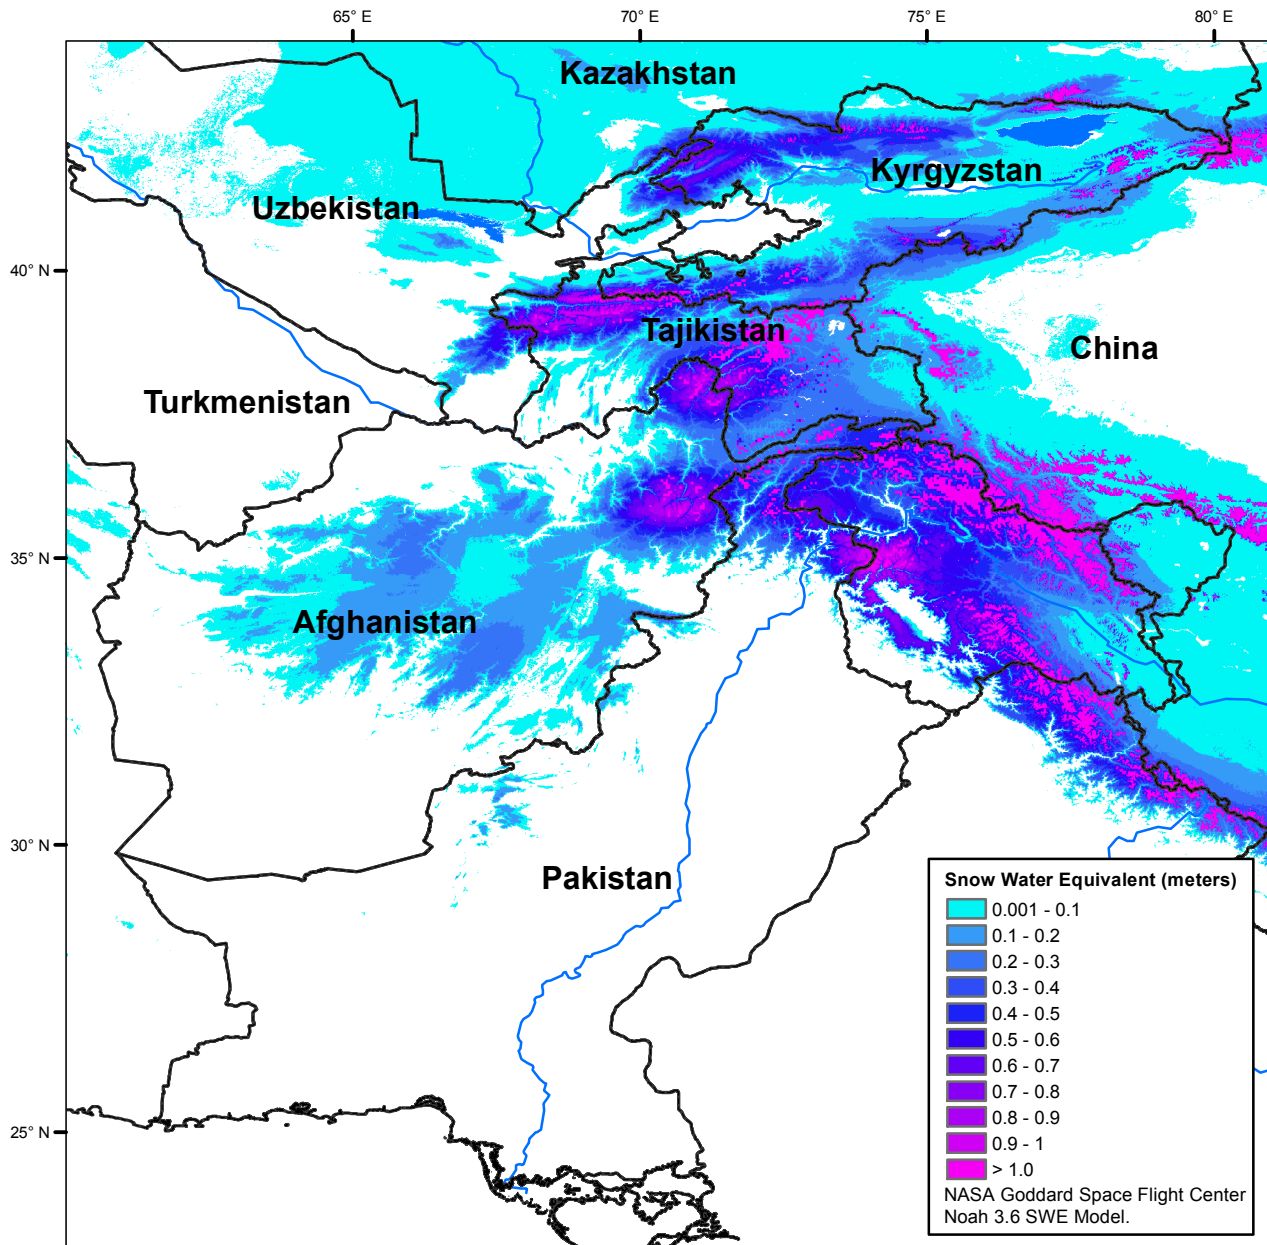 65° E
70° E
75° E
80° E
Kazakhstan
Kyrgyzstan
Uzbekistan
40° N
Tajikistan
China
Turkmenistan
35° N
Afghanistan
30° N
Pakistan
25° N
Snow Water Equivalent (meters)
0.001 - 0.1
0.1 - 0.2
0.2 - 0.3
0.3 - 0.4
0.4 - 0.5
0.5 - 0.6
0.6 - 0.7
0.7 - 0.8
0.8 - 0.9
0.9 - 1
> 1.0
NASA Goddard Space Flight Center
Noah 3.6 SWE Model.